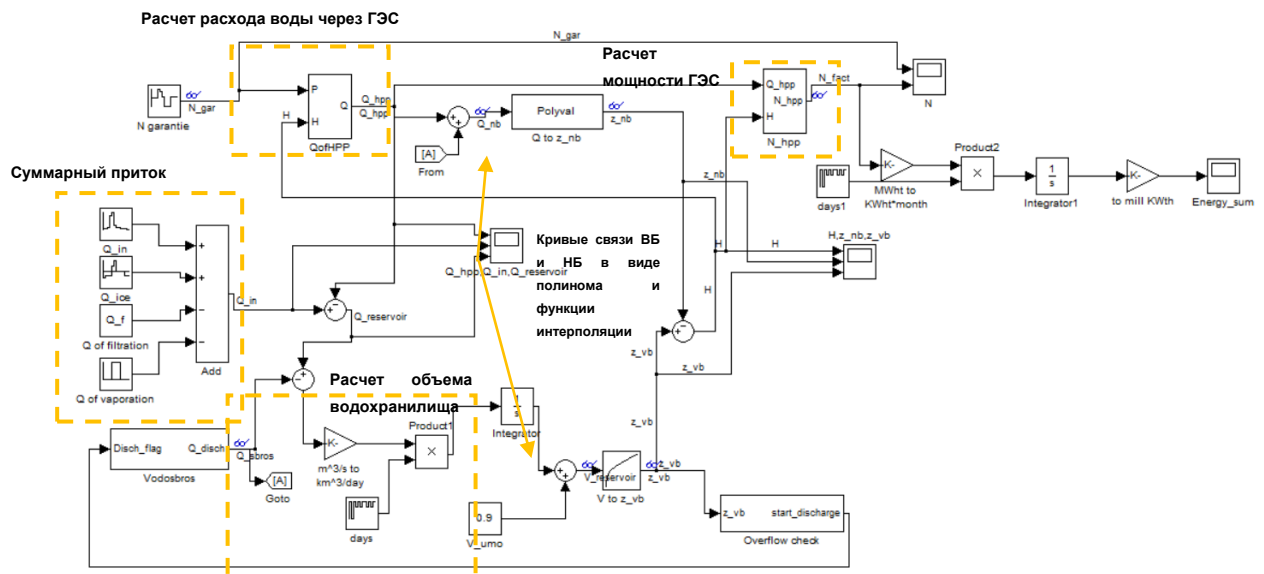 Расчет расхода воды через ГЭС
N_gar
Расчет
мощности ГЭС
N garantie
N_gar
P
H
Q
H
QofHPP
Q_hpp
Q_hpp
[A]
From
Q_nb
Polyval
Q to z_nb
z_nb
Q_hpp
N_hpp
H
N_hpp
N_fact
N
days1
K-
MWht to
KWht*month
Product2
×
1
s
Integrator1
K-
to mill KWth
Energy_sum
Суммарный приток
Q_in
Q_ice
Q_f
Q of filtration
Q of vaporation
Add
Q_in
Q_reservoir
Q_hpp,Q_in,Q_reservoir
Кривые связи ВБ
и НБ в виде
полинома и
функции
интерполяции
z_nb
H
H
H
H,z_nb,z_vb
z_vb
z_vb
z_vb
Расчет объема
водохранилища
Disch_flag
Q_disch
Vodosbros
Q_sbros
[A]
Goto
K-
m^3/s to
km^3/day
days
Product1
×
1
s
Integrator
0.9
V_umo
V_reservoir
V to z_vb
z_vb
z_vb
z_vb
start_discharge
Overflow check